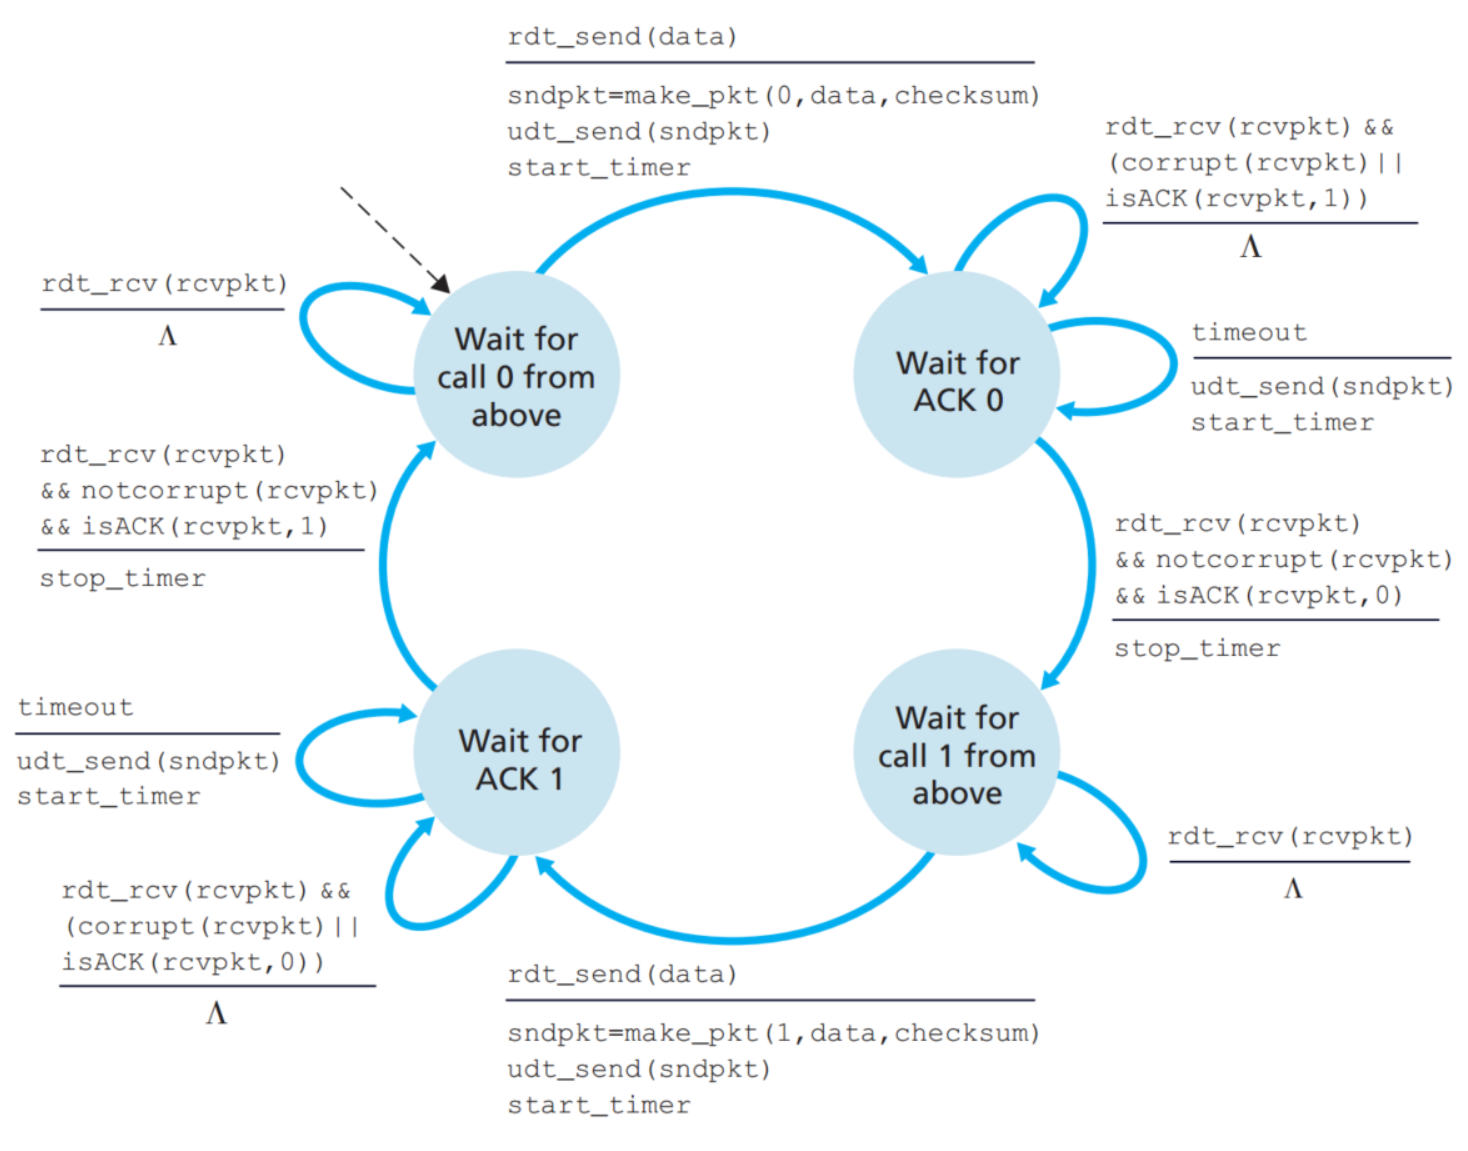 rdt_send(data)
sndpkt=make_pkt(0,data,checksum)
udt_send(sndpkt)
start_timer
rdt_rcv(rcvpkt) &&
(corrupt(rcvpkt)||
isACK(rcvpkt,1))
Λ
rdt_rcv(rcvpkt)
Λ
Wait for
call 0 from
above
Wait for
ACK 0
timeout
udt_send(sndpkt)
start_timer
rdt_rcv(rcvpkt)
&& notcorrupt(rcvpkt)
&& isACK(rcvpkt,1)
stop_timer
rdt_rcv(rcvpkt)
&& notcorrupt(rcvpkt)
&& isACK(rcvpkt,0)
stop_timer
timeout
udt_send(sndpkt)
start_timer
Wait for
ACK 1
Wait for
call 1 from
above
rdt_rcv(rcvpkt)
Λ
rdt_rcv(rcvpkt) &&
(corrupt(rcvpkt)||
isACK(rcvpkt,0))
Λ
rdt_send(data)
sndpkt=make_pkt(1,data,checksum)
udt_send(sndpkt)
start_timer